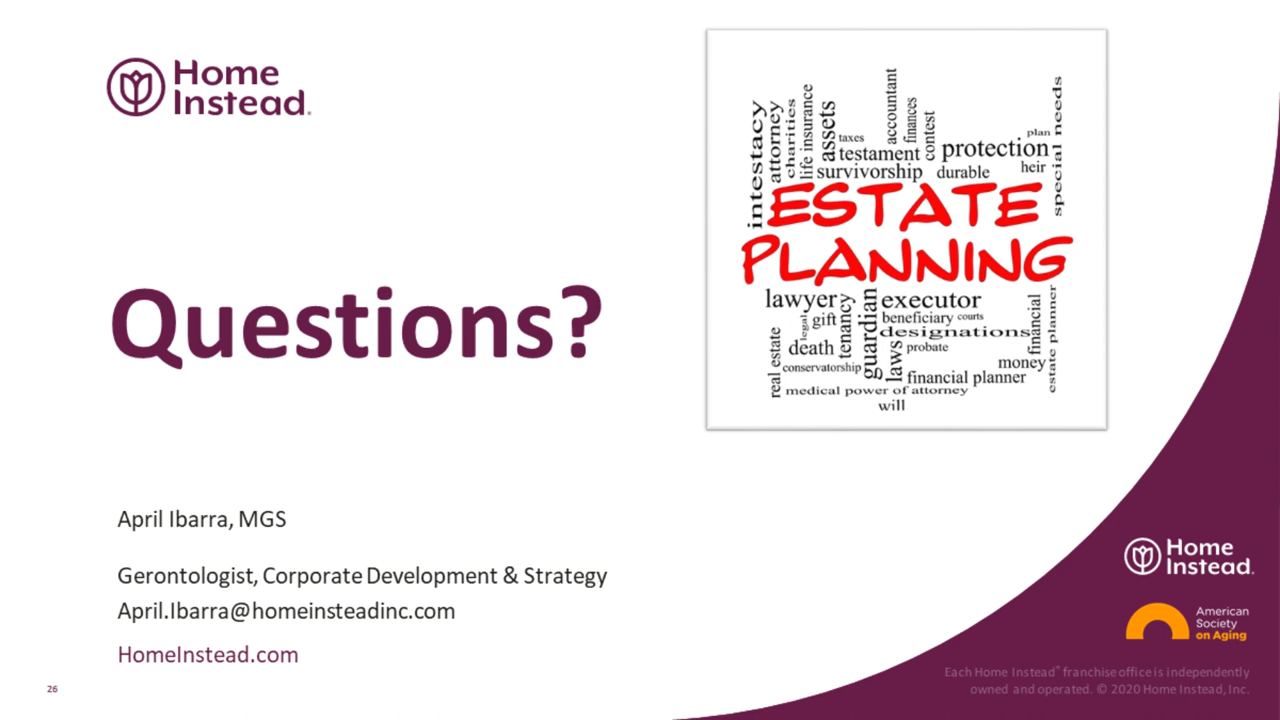 Home
Instead.
Questions?
April Ibarra, MGS
Gerontologist, Corporate Development & Strategy
April.Ibarra@homeinsteadinc.com
HomeInstead.com
26
intestacy
attorney
charities
life insurance
assets
taxes
accountant
finances
contest
plan
special needs
testament
protection
survivorship
durable
heir
ESTATE
PLANNING
lawyer
executor
legal
gift
tenancy
guardian
beneficiary
courts
designations
financial
estate planner
real estate
death
laws
probate
money
conservatorship
financial planner
medical power of attorney
will
Home
Instead.
American
Society
on Aging
Each Home Instead® franchise office is independently
owned and operated. © 2020 Home Instead, Inc.